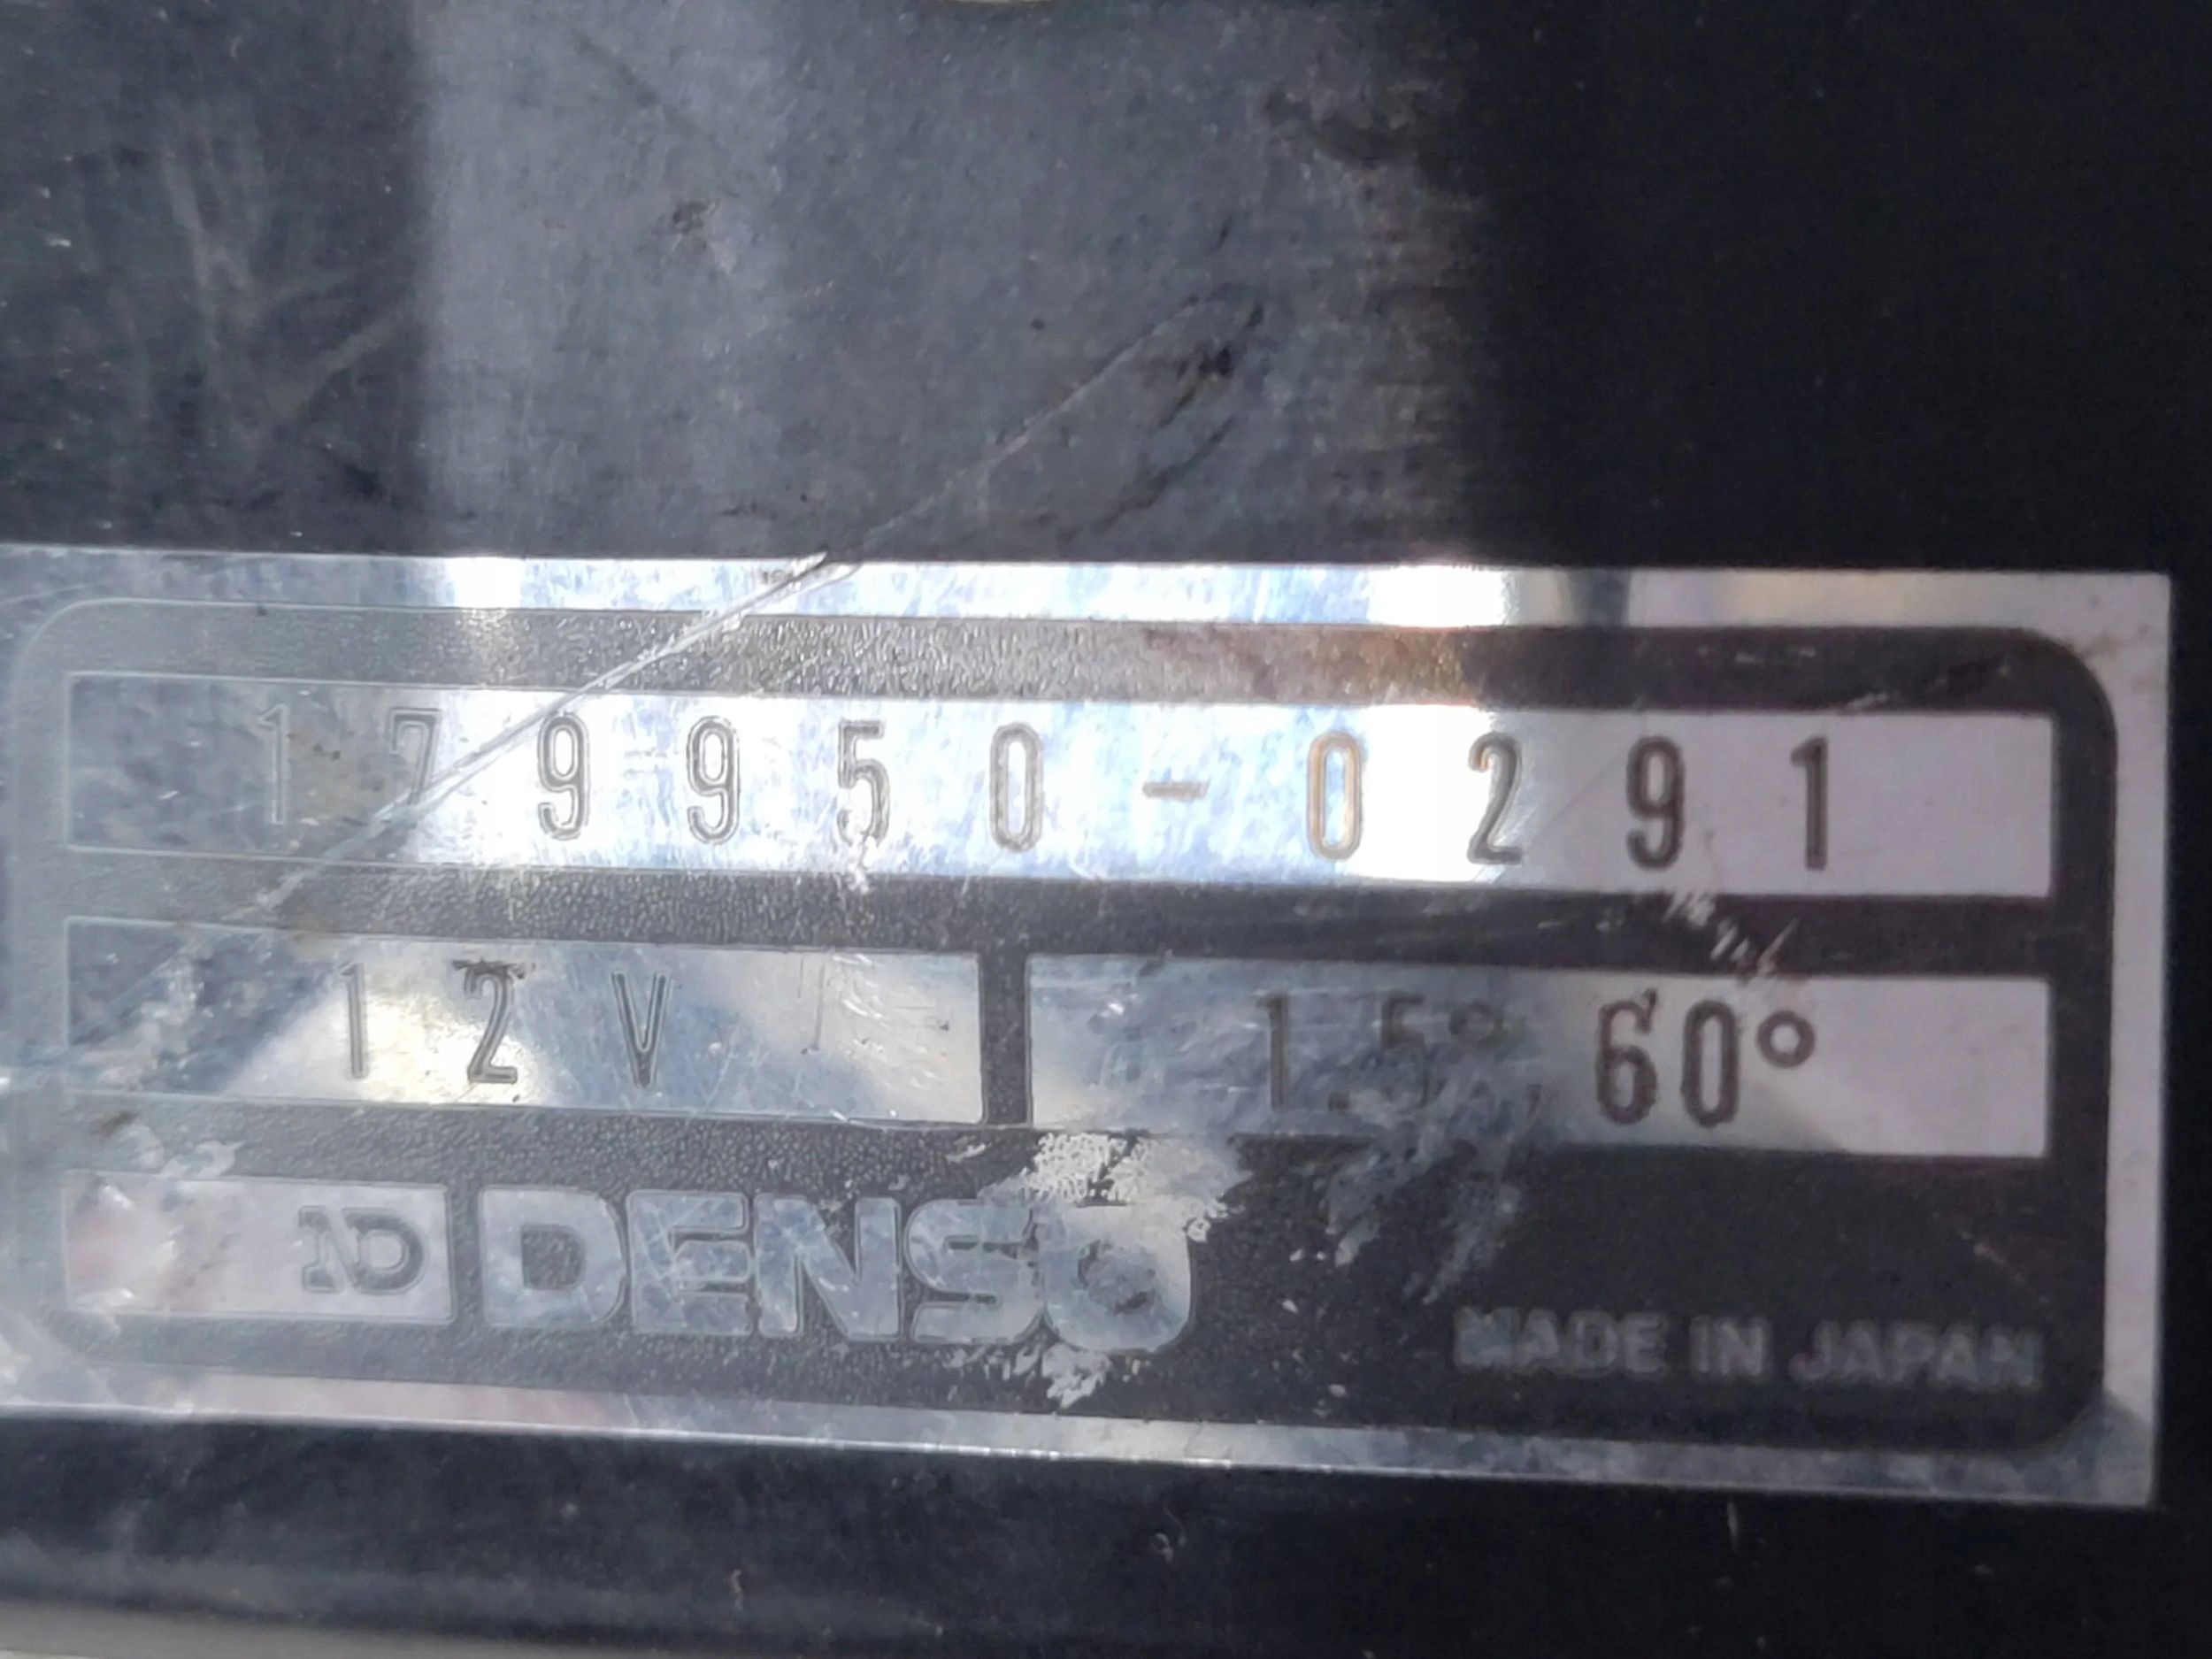 179950-0291
12V 1.5°, 60°
ND DENSO
MADE IN JAPAN